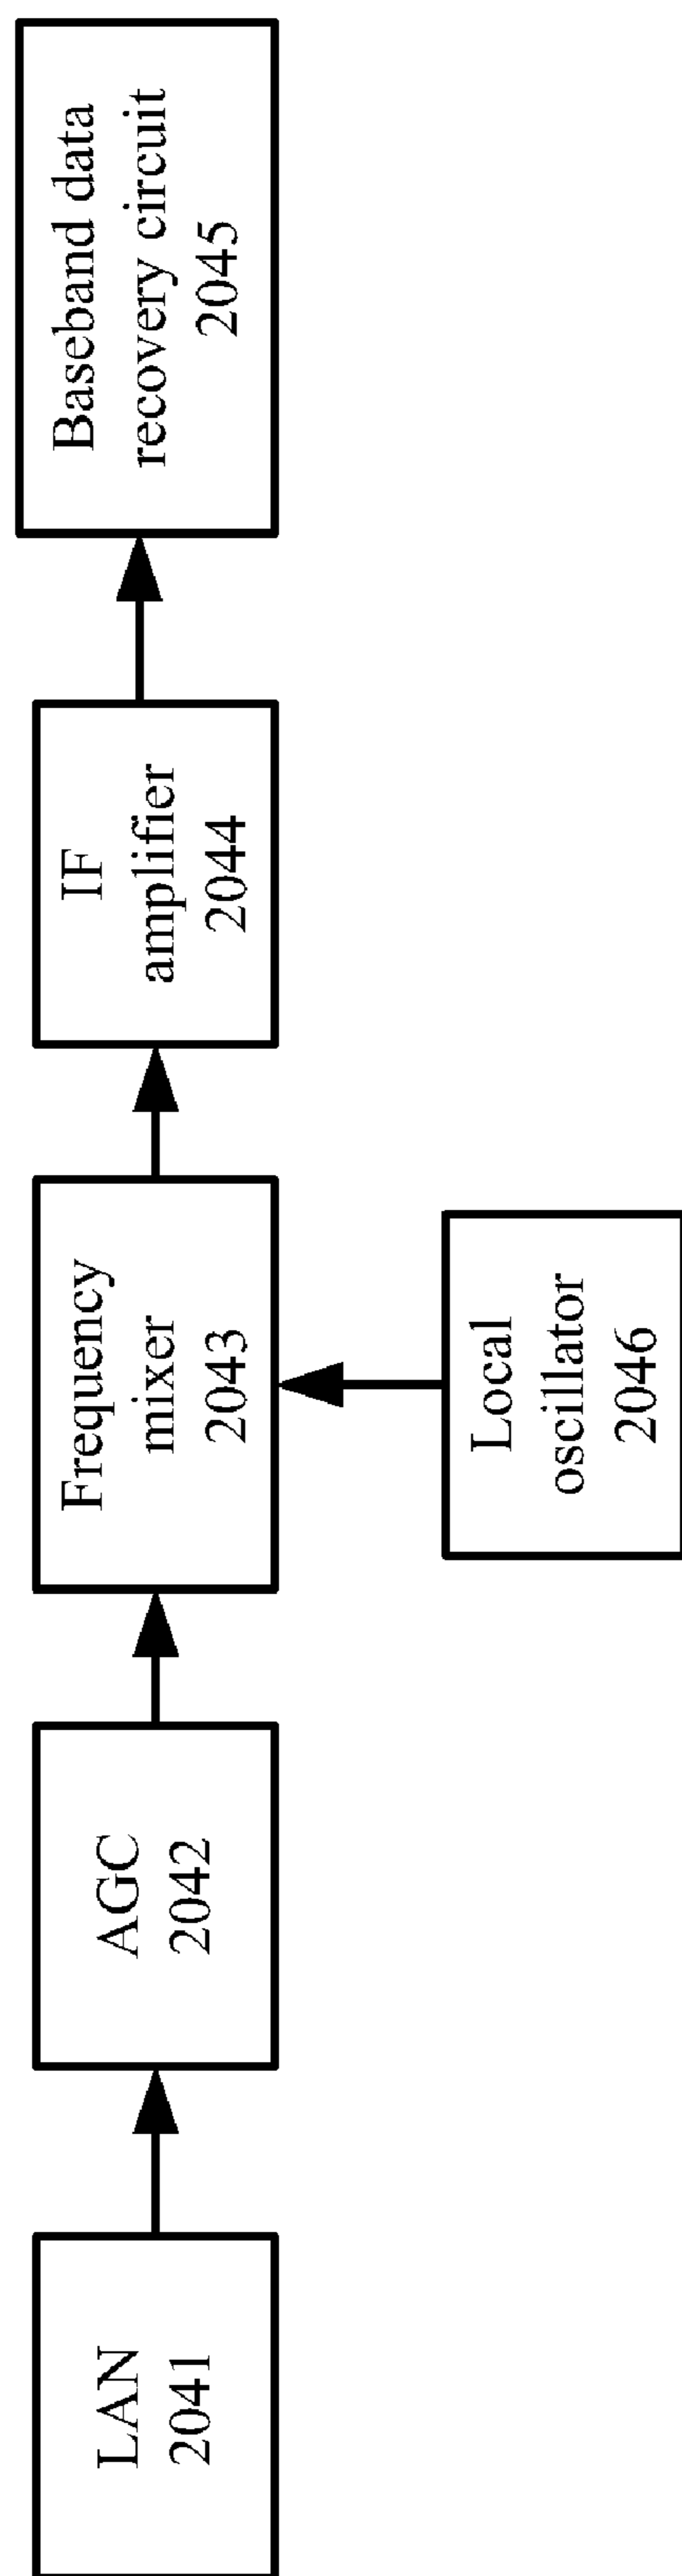 LAN
2041
AGC
2042
Frequency
mixer
2043
IF
amplifier
2044
Baseband data
recovery circuit
2045
Local
oscillator
2046